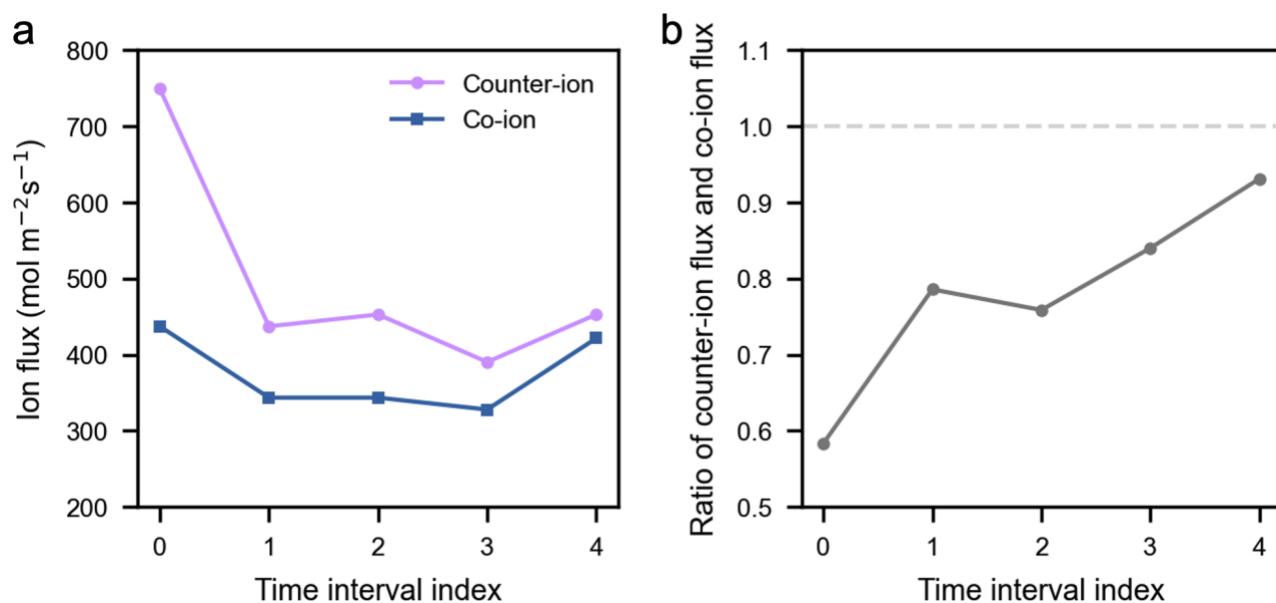 a
800
700
600
500
400
300
200
Ion flux (mol m⁻²s⁻¹)
Counter-ion
Co-ion
0 1 2 3 4
Time interval index
b
1.1
1.0
0.9
0.8
0.7
0.6
0.5
Ratio of counter-ion flux and co-ion flux
0 1 2 3 4
Time interval index